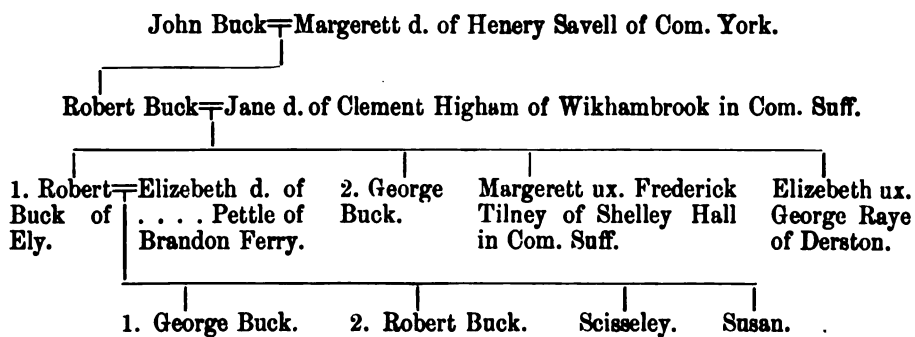 John Buck=Margerett d. of Henery Savell of Com. York.
Robert Buck=Jane d. of Clement Higham of Wikhambrook in Com. Suff.
1. Robert=Elizebeth d. of
Buck of . . . . Pettle of
Ely. Brandon Ferry.
2. George
Buck.
Margerett ux. Frederick
Tilney of Shelley Hall
in Com. Suff.
Elizebeth ux.
George Raye
of Derston.
1. George Buck. 2. Robert Buck. Scisseley. Susan.